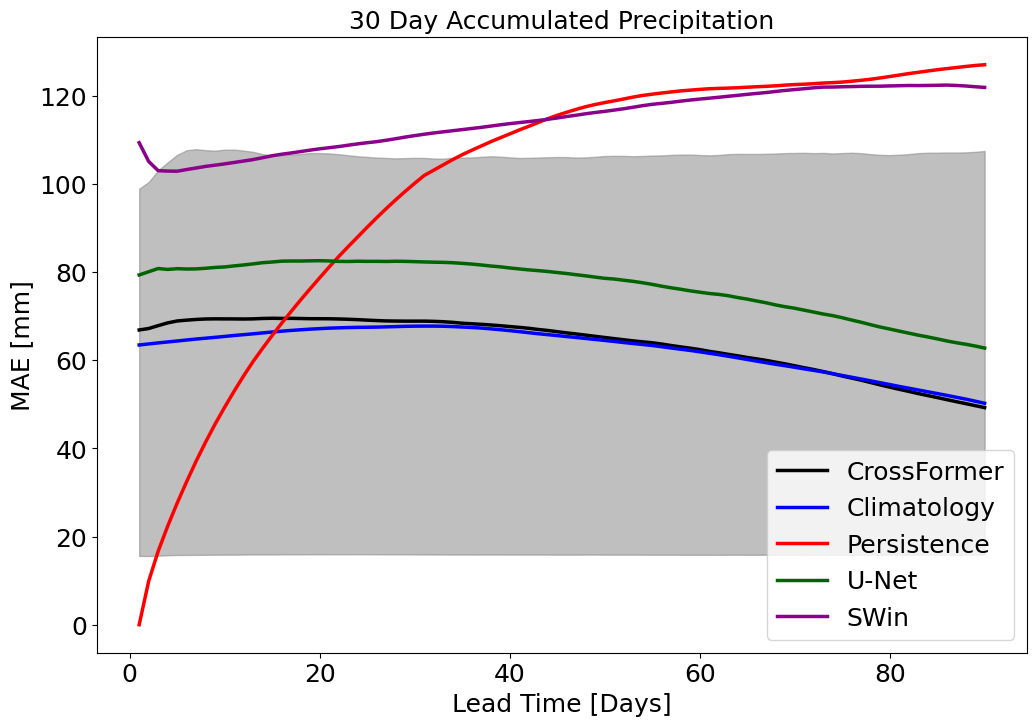 30 Day Accumulated Precipitation
MAE [mm]
120
100
80
60
40
20
0
0 20 40 60 80
Lead Time [Days]
CrossFormer
Climatology
Persistence
U-Net
SWin